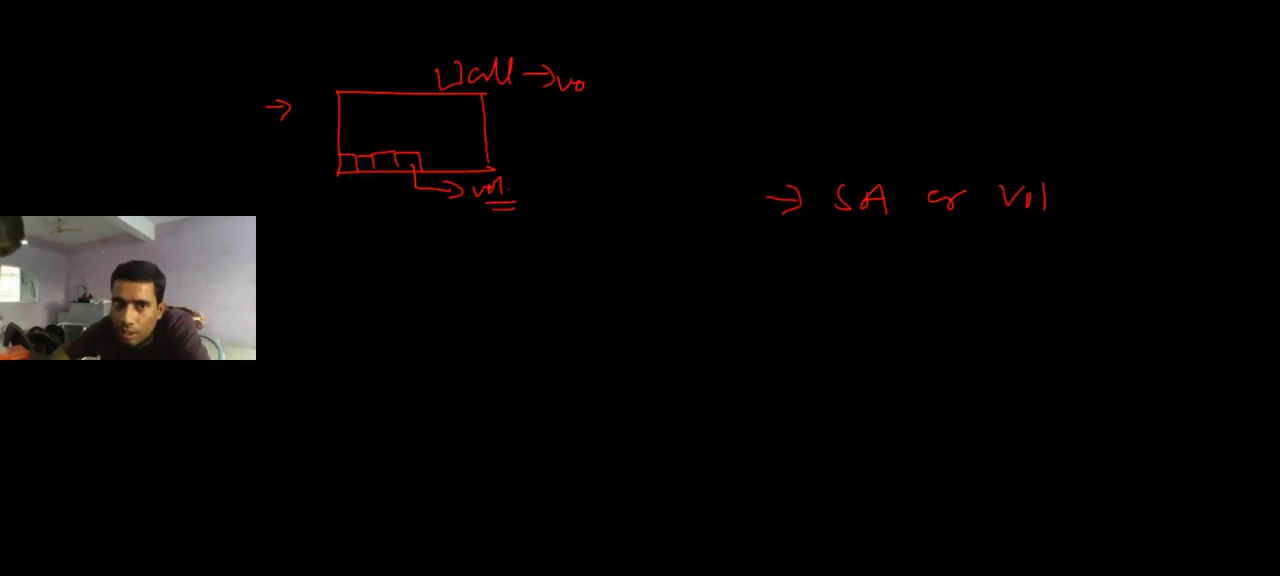 Wall → vo
→
→ vol.
→ SA or Vol